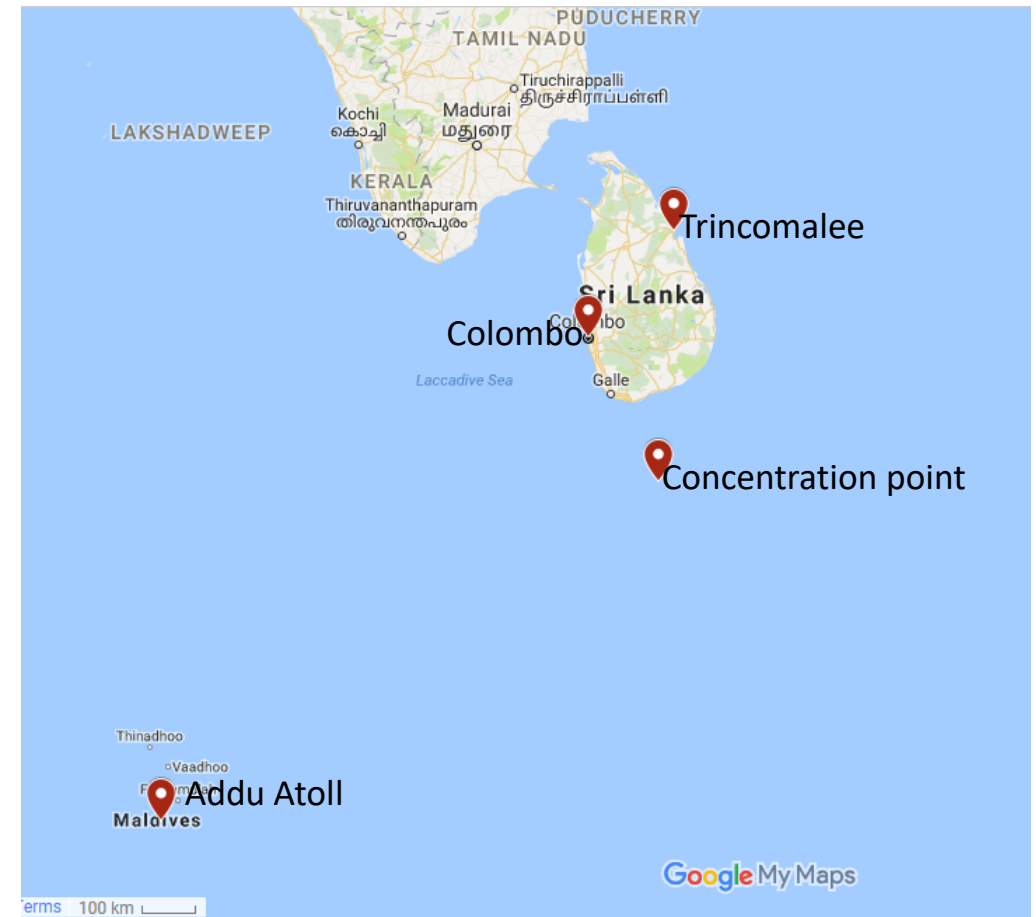 PUDUCHERRY
TAMIL NADU
Tiruchirappalli
திருச்சிராப்பள்ளி
Kochi
കൊച്ചി
Madurai
மதுரை
LAKSHADWEEP
KERALA
Thiruvananthapuram
തിരുവനന്തപുരം
Trincomalee
Sri Lanka
Colombo
Colombo
Laccadive Sea
Galle
Concentration point
Thinadhoo
Vaadhoo
Addu Atoll
Maldives
Google My Maps
Terms 100 km